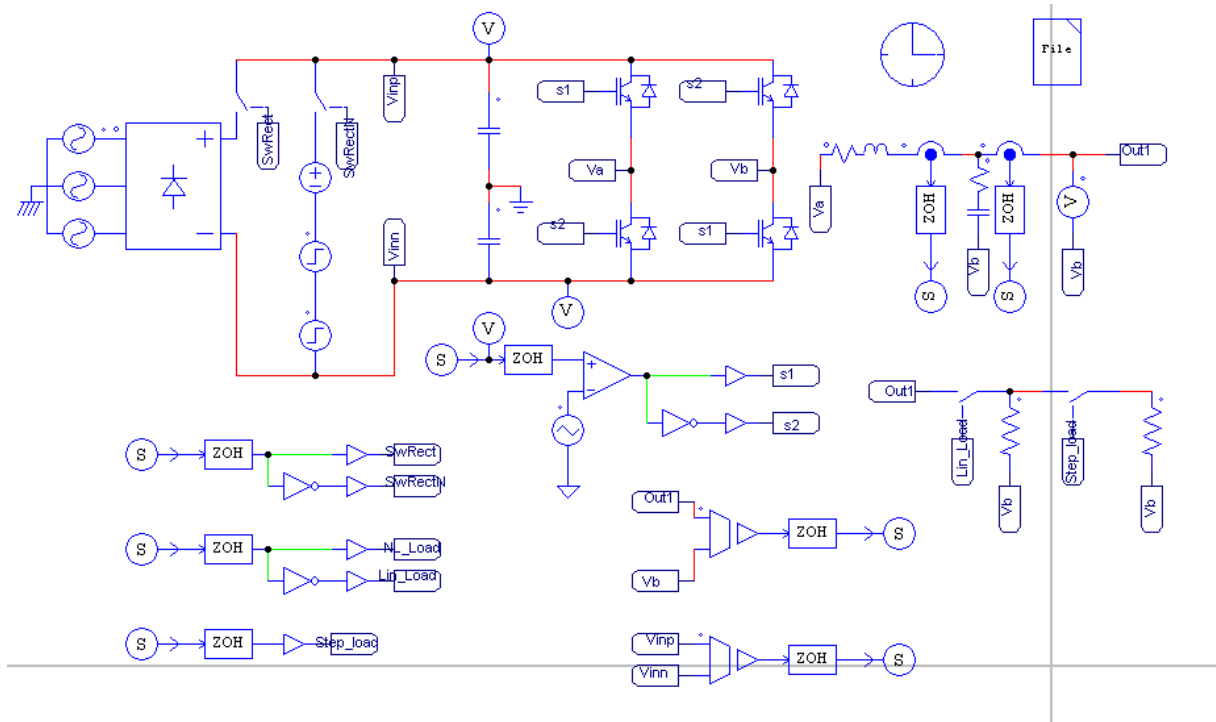 V
File
SwRect
SwRectN
Vinp
s1
s2
Va
Vb
Out1
Va
ZOH
ZOH
V
Vinn
s2
s1
Vb
Vb
S
S
V
V
S
ZOH
s1
s2
Out1
Lin_Load
Step_load
Vb
Vb
S
ZOH
SwRect
SwRectN
Out1
Vb
ZOH
S
S
ZOH
NL_Load
Lin_Load
S
ZOH
Step_load
Vinp
Vinn
ZOH
S